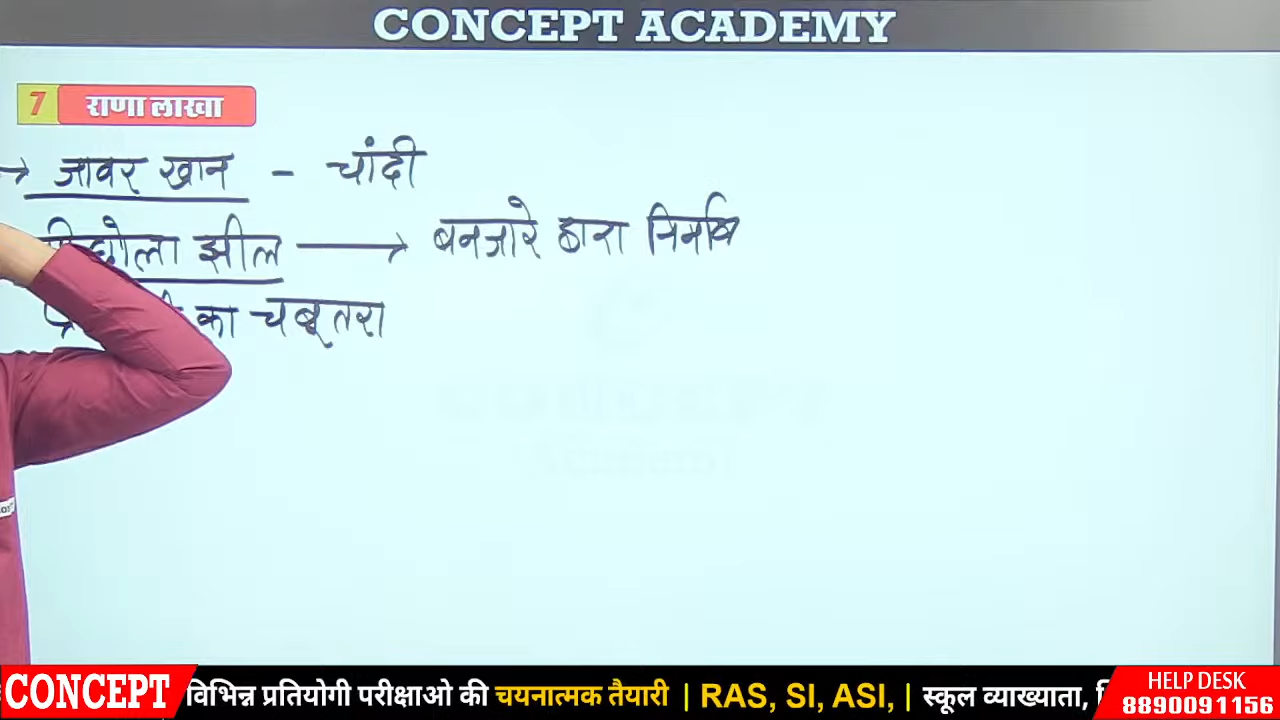 CONCEPT ACADEMY
7 राणा लाखा
→ जावर खान - चांदी
झील → बनजारे द्वारा निर्माण
का चबूतरा
CONCEPT विभिन्न प्रतियोगी परीक्षाओ की चयनात्मक तैयारी | RAS, SI, ASI, | स्कूल व्याख्याता,
HELP DESK
8890091156